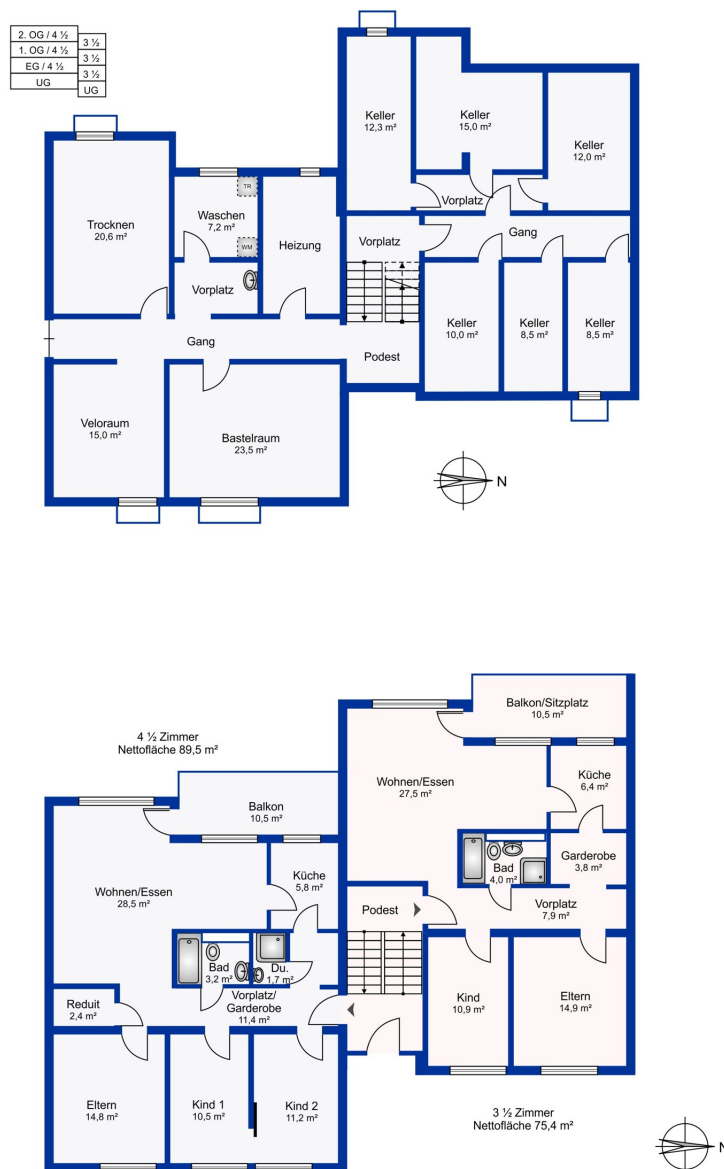 2. OG / 4 ½
3 ½
1. OG / 4 ½
3 ½
EG / 4 ½
3 ½
UG
UG
Keller
12,3 m²
Keller
15,0 m²
Keller
12,0 m²
Trocknen
20,6 m²
TR
Waschen
7,2 m²
WM
Heizung
Vorplatz
Vorplatz
Gang
Vorplatz
Gang
Podest
Keller
10,0 m²
Keller
8,5 m²
Keller
8,5 m²
Veloraum
15,0 m²
Bastelraum
23,5 m²
N
4 ½ Zimmer
Nettofläche 89,5 m²
Balkon/Sitzplatz
10,5 m²
Wohnen/Essen
27,5 m²
Küche
6,4 m²
Balkon
10,5 m²
Garderobe
3,8 m²
Bad
4,0 m²
Küche
5,8 m²
Wohnen/Essen
28,5 m²
Podest
Vorplatz
7,9 m²
Bad
3,2 m²
Du.
1,7 m²
Reduit
2,4 m²
Vorplatz/
Garderobe
11,4 m²
Kind
10,9 m²
Eltern
14,9 m²
Eltern
14,8 m²
Kind 1
10,5 m²
Kind 2
11,2 m²
3 ½ Zimmer
Nettofläche 75,4 m²
N